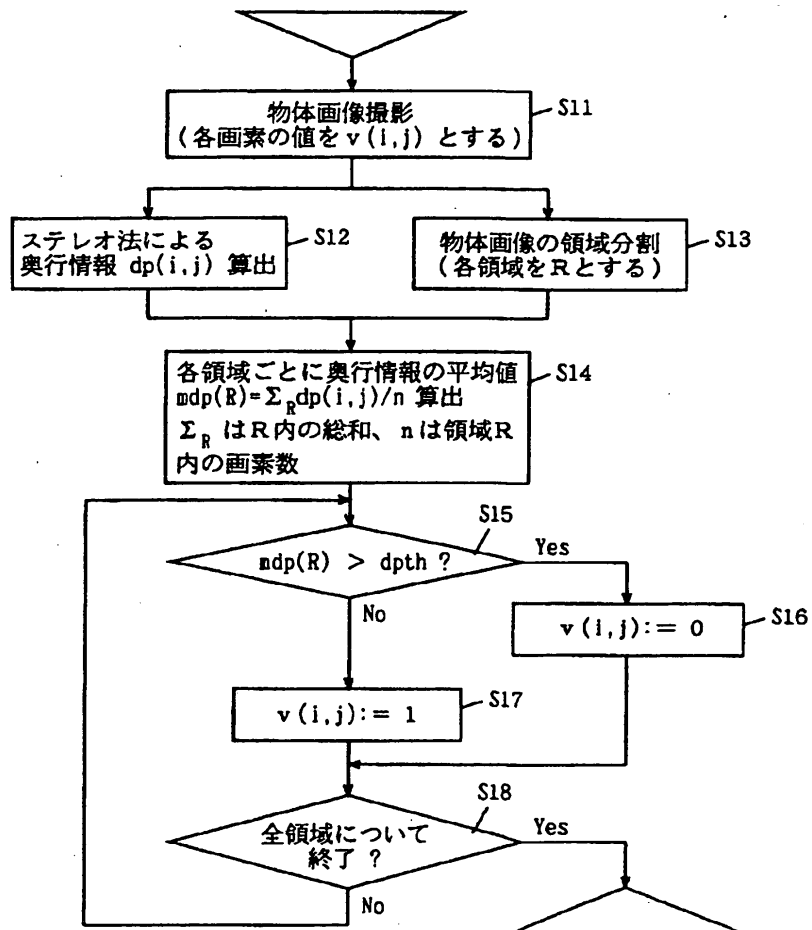 物体画像撮影
(各画素の値をv(i,j)とする)
S11
ステレオ法による
奥行情報 dp(i,j) 算出
S12
物体画像の領域分割
(各領域をRとする)
S13
各領域ごとに奥行情報の平均値
mdp(R)=Σ_R dp(i,j)/n 算出
Σ_R はR内の総和、nは領域R
内の画素数
S14
S15
mdp(R) > dpth ?
Yes
No
v(i,j):= 0
S16
v(i,j):= 1
S17
S18
全領域について
終了 ?
Yes
No